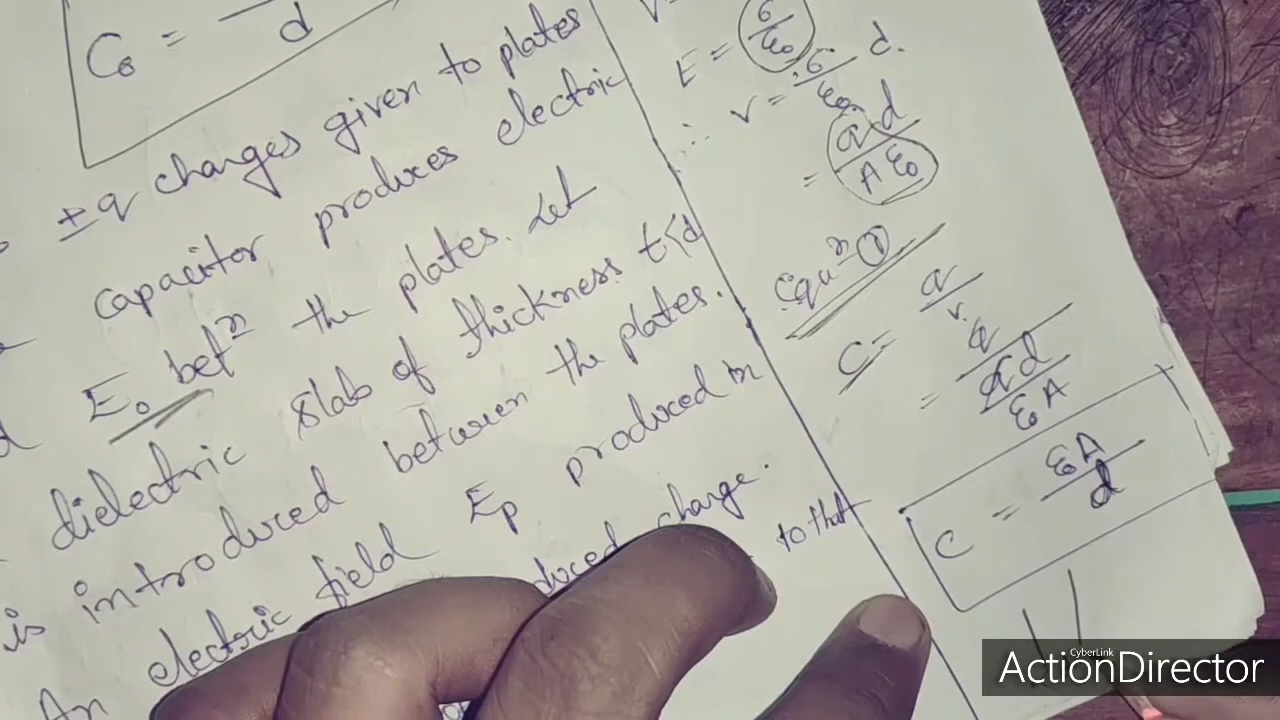 C₀ = ― d
± q charges given to plates
capacitor produces electric
E₀ betⁿ the plates. Let
dielectric slab of thickness t<d
is introduced between the plates.
An electric field Eₚ produced in
duced charge.
to that
V=
E = σ/ε₀
∴ V = σ/ε₀ d.
= qd/Aε₀
Equⁿ ①
C = q/V
= q/(qd/ε₀A)
C = ε₀A/d
CyberLink
ActionDirector